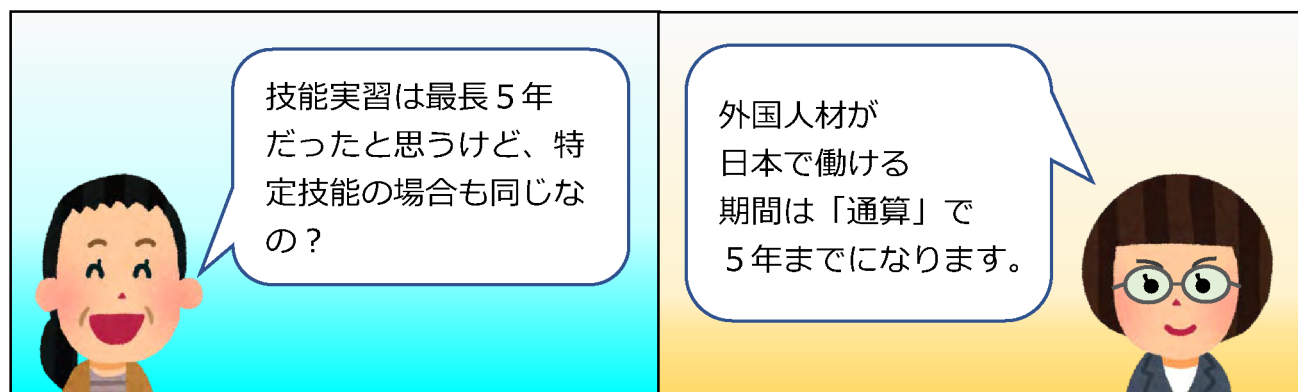 技能実習は最長５年
だったと思うけど、特
定技能の場合も同じな
の？
外国人材が
日本で働ける
期間は「通算」で
５年までになります。